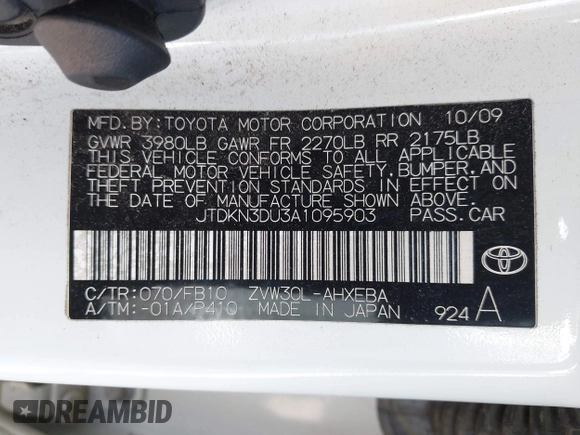 MFD.BY:TOYOTA MOTOR CORPORATION 10/09
GVWR 3980LB GAWR FR 2270LB RR 2175LB
THIS VEHICLE CONFORMS TO ALL APPLICABLE
FEDERAL MOTOR VEHICLE SAFETY,BUMPER,AND
THEFT PREVENTION STANDARDS IN EFFECT ON
THE DATE OF MANUFACTURE SHOWN ABOVE.
JTDKN3DU3A1095903 PASS.CAR
C/TR:070/FB10 ZVW30L-AHXEBA
A/TM:-01A/P410 MADE IN JAPAN 924 A
DREAMBID